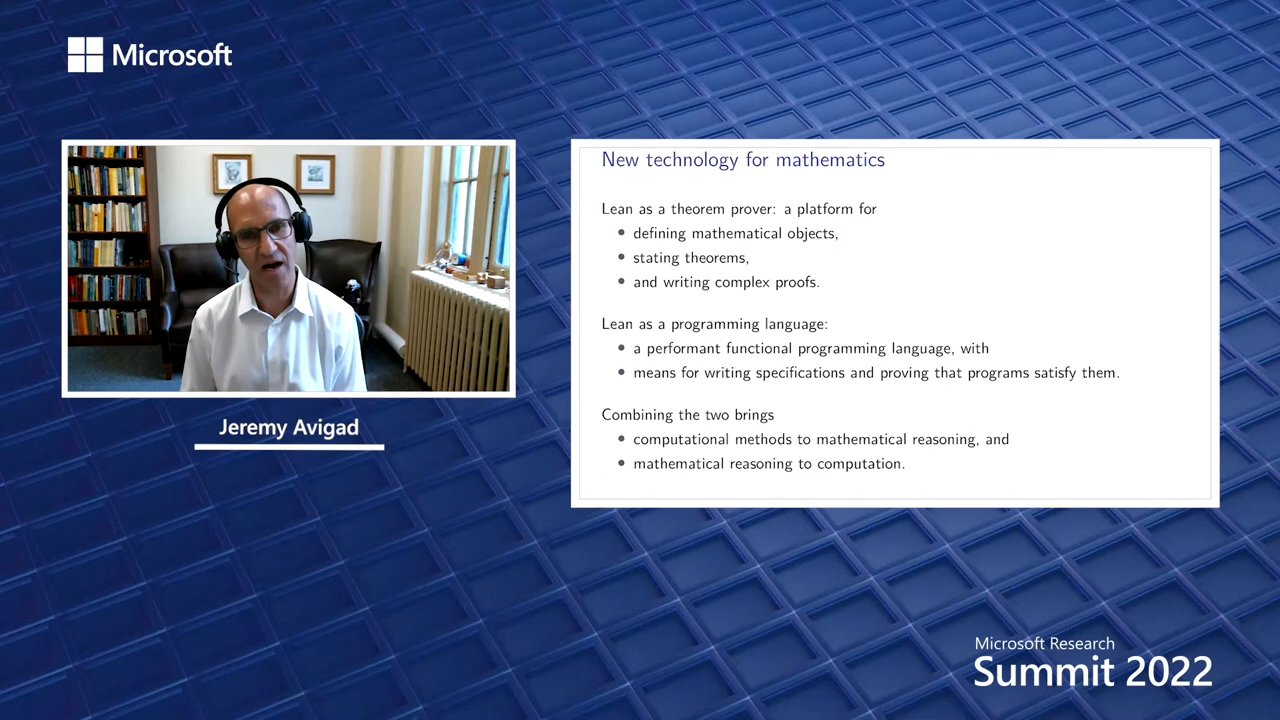 Microsoft
Jeremy Avigad
New technology for mathematics
Lean as a theorem prover: a platform for
• defining mathematical objects,
• stating theorems,
• and writing complex proofs.
Lean as a programming language:
• a performant functional programming language, with
• means for writing specifications and proving that programs satisfy them.
Combining the two brings
• computational methods to mathematical reasoning, and
• mathematical reasoning to computation.
Microsoft Research
Summit 2022